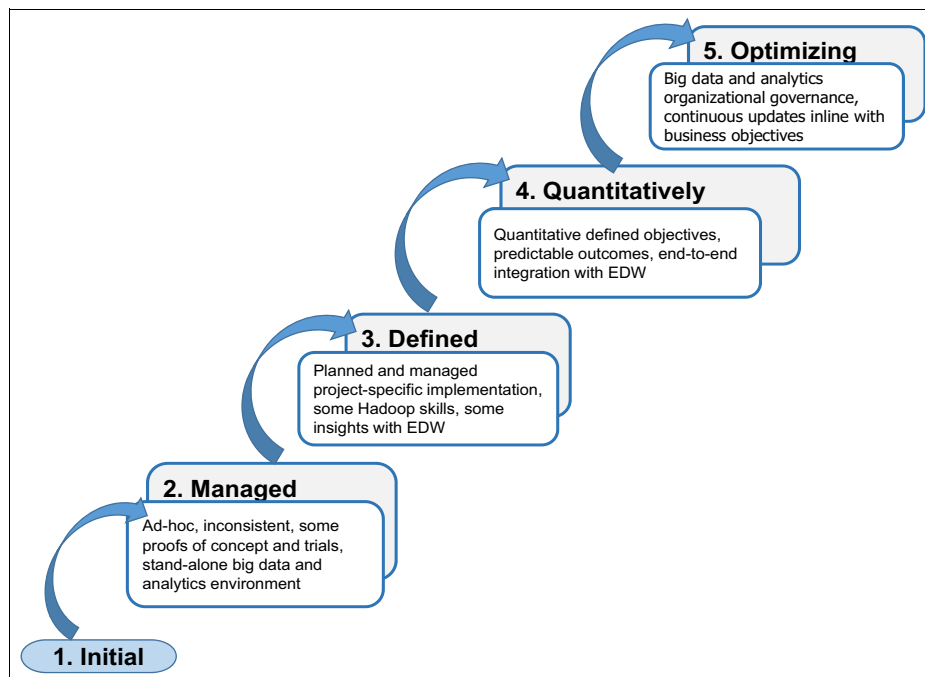 5. Optimizing
Big data and analytics
organizational governance,
continuous updates inline with
business objectives
4. Quantitatively
Quantitative defined objectives,
predictable outcomes, end-to-end
integration with EDW
3. Defined
Planned and managed
project-specific implementation,
some Hadoop skills, some
insights with EDW
2. Managed
Ad-hoc, inconsistent, some
proofs of concept and trials,
stand-alone big data and
analytics environment
1. Initial